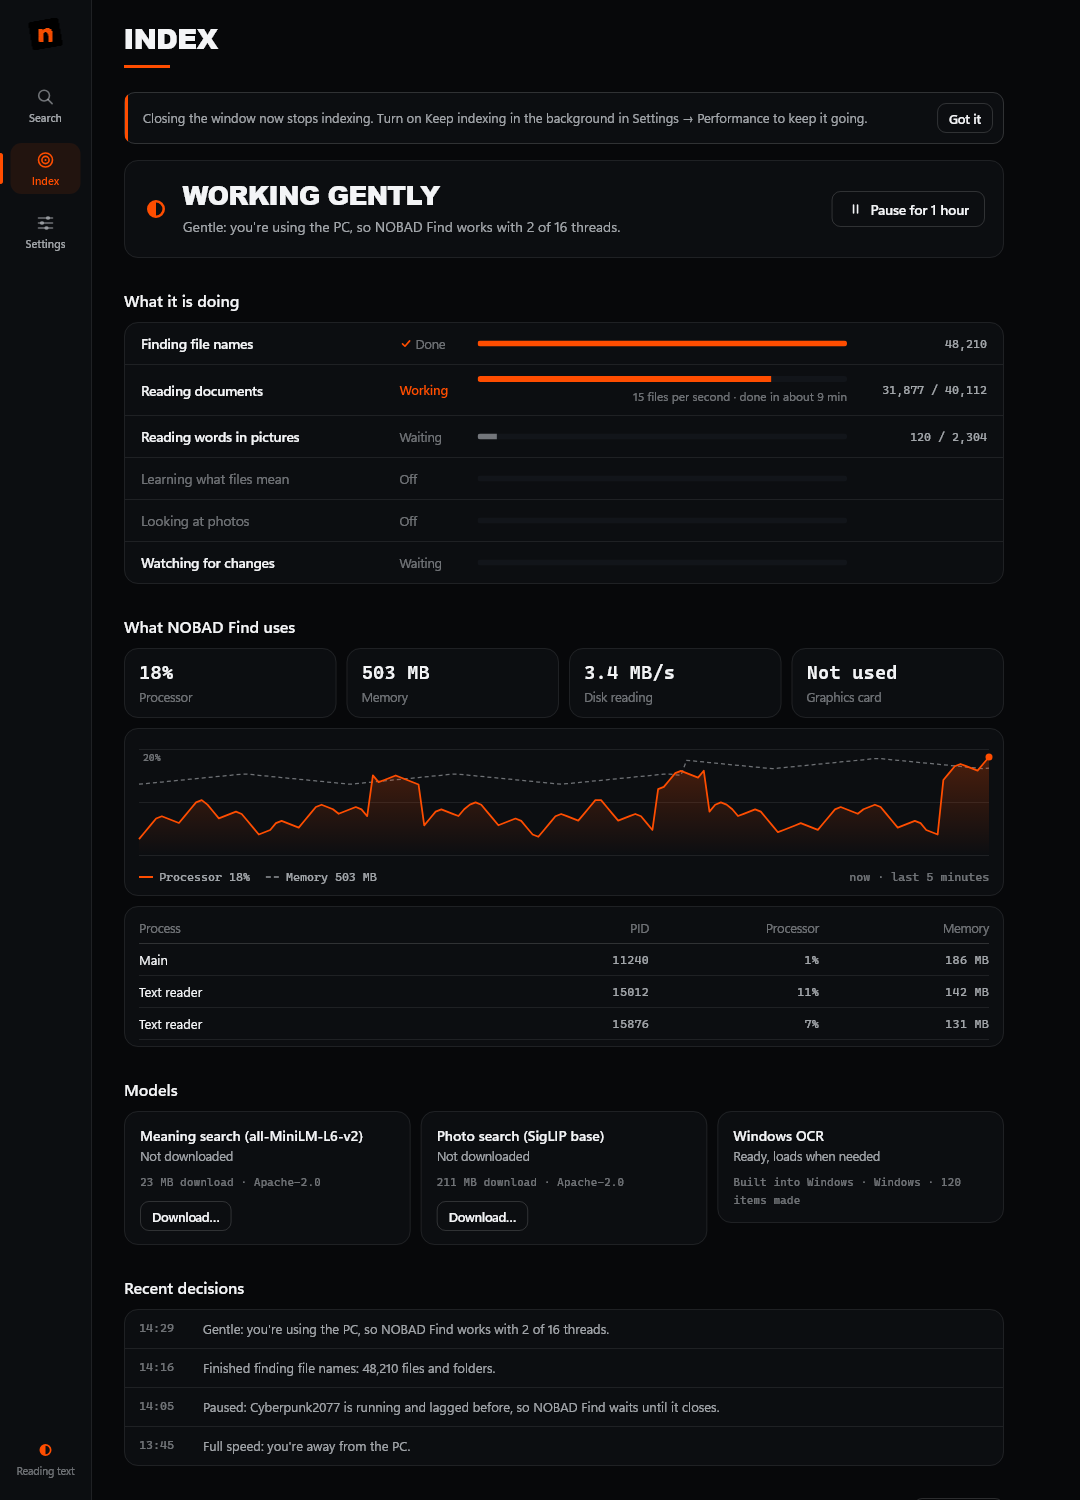 n
INDEX
Search
Index
Settings
Closing the window now stops indexing. Turn on Keep indexing in the background in Settings → Performance to keep it going.
Got it
WORKING GENTLY
Gentle: you're using the PC, so NOBAD Find works with 2 of 16 threads.
Pause for 1 hour
What it is doing
Finding file names Done 48,210
Reading documents Working 31,877 / 40,112
15 files per second · done in about 9 min
Reading words in pictures Waiting 120 / 2,304
Learning what files mean Off
Looking at photos Off
Watching for changes Waiting
What NOBAD Find uses
18% 503 MB 3.4 MB/s Not used
Processor Memory Disk reading Graphics card
20%
Processor 18% Memory 503 MB now · last 5 minutes
Process PID Processor Memory
Main 11240 1% 186 MB
Text reader 15012 11% 142 MB
Text reader 15876 7% 131 MB
Models
Meaning search (all-MiniLM-L6-v2)
Not downloaded
23 MB download · Apache-2.0
Download...
Photo search (SigLIP base)
Not downloaded
211 MB download · Apache-2.0
Download...
Windows OCR
Ready, loads when needed
Built into Windows · Windows · 120
items made
Recent decisions
14:29 Gentle: you're using the PC, so NOBAD Find works with 2 of 16 threads.
14:16 Finished finding file names: 48,210 files and folders.
14:05 Paused: Cyberpunk2077 is running and lagged before, so NOBAD Find waits until it closes.
13:45 Full speed: you're away from the PC.
Reading text